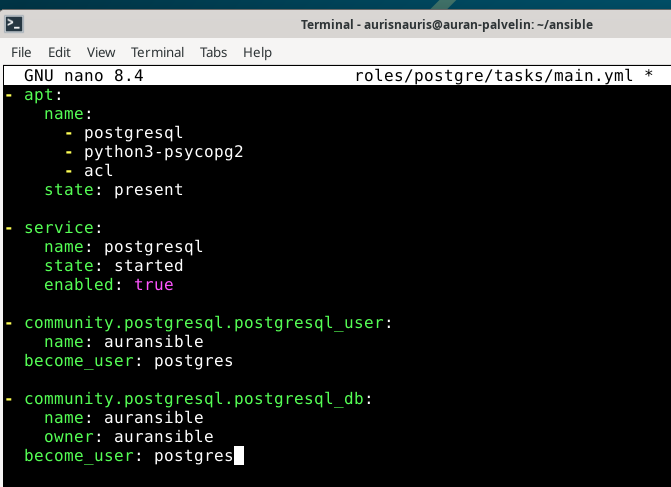 Terminal - aurisnauris@auran-palvelin: ~/ansible
File Edit View Terminal Tabs Help
GNU nano 8.4 roles/postgre/tasks/main.yml *
- apt:
    name:
      - postgresql
      - python3-psycopg2
      - acl
    state: present

- service:
    name: postgresql
    state: started
    enabled: true

- community.postgresql.postgresql_user:
    name: auransible
  become_user: postgres

- community.postgresql.postgresql_db:
    name: auransible
    owner: auransible
  become_user: postgres